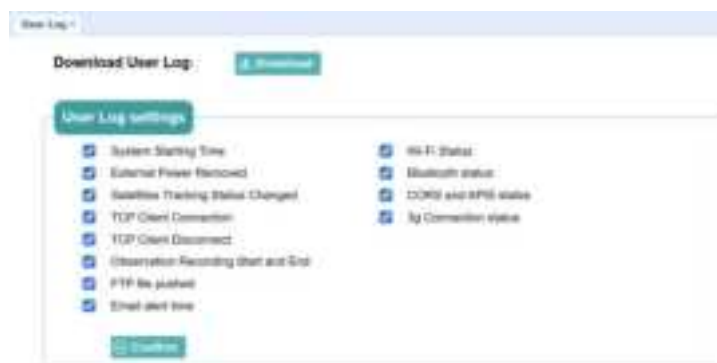 User Log ×
Download User Log
Download
User Log settings
System Starting Time
External Power Removed
Satellites Tracking Status Changed
TCP Client Connection
TCP Client Disconnect
Observation Recording Start and End
FTP file pushed
Email alert time
Wi-Fi Status
Bluetooth status
CORS and APIS status
3g Connection status
Confirm